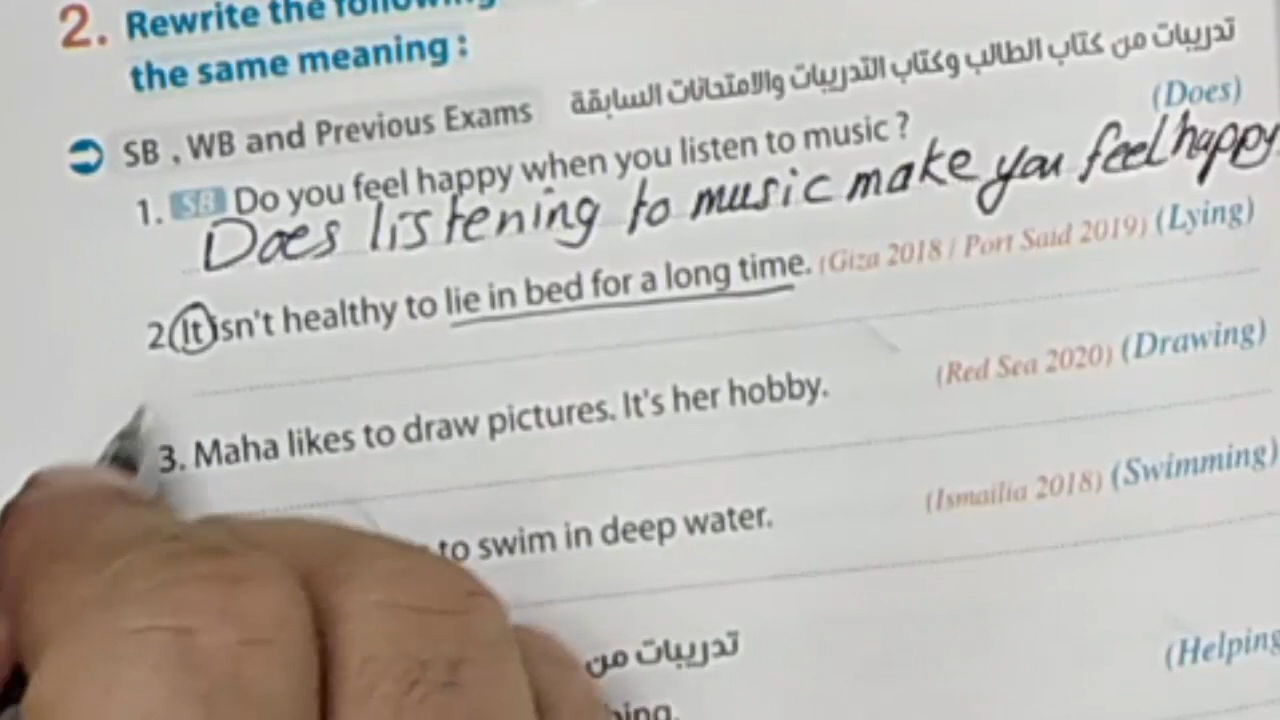 2. Rewrite the following
the same meaning :
SB , WB and Previous Exams تدريبات من كتاب الطالب وكتاب التدريبات والامتحانات السابقة
1. SB Do you feel happy when you listen to music ? (Does)
Does listening to music make you feel happy
2. It isn't healthy to lie in bed for a long time. (Giza 2018 / Port Said 2019) (Lying)
3. Maha likes to draw pictures. It's her hobby. (Red Sea 2020) (Drawing)
to swim in deep water. (Ismailia 2018) (Swimming)
تدريبات من
(Helping